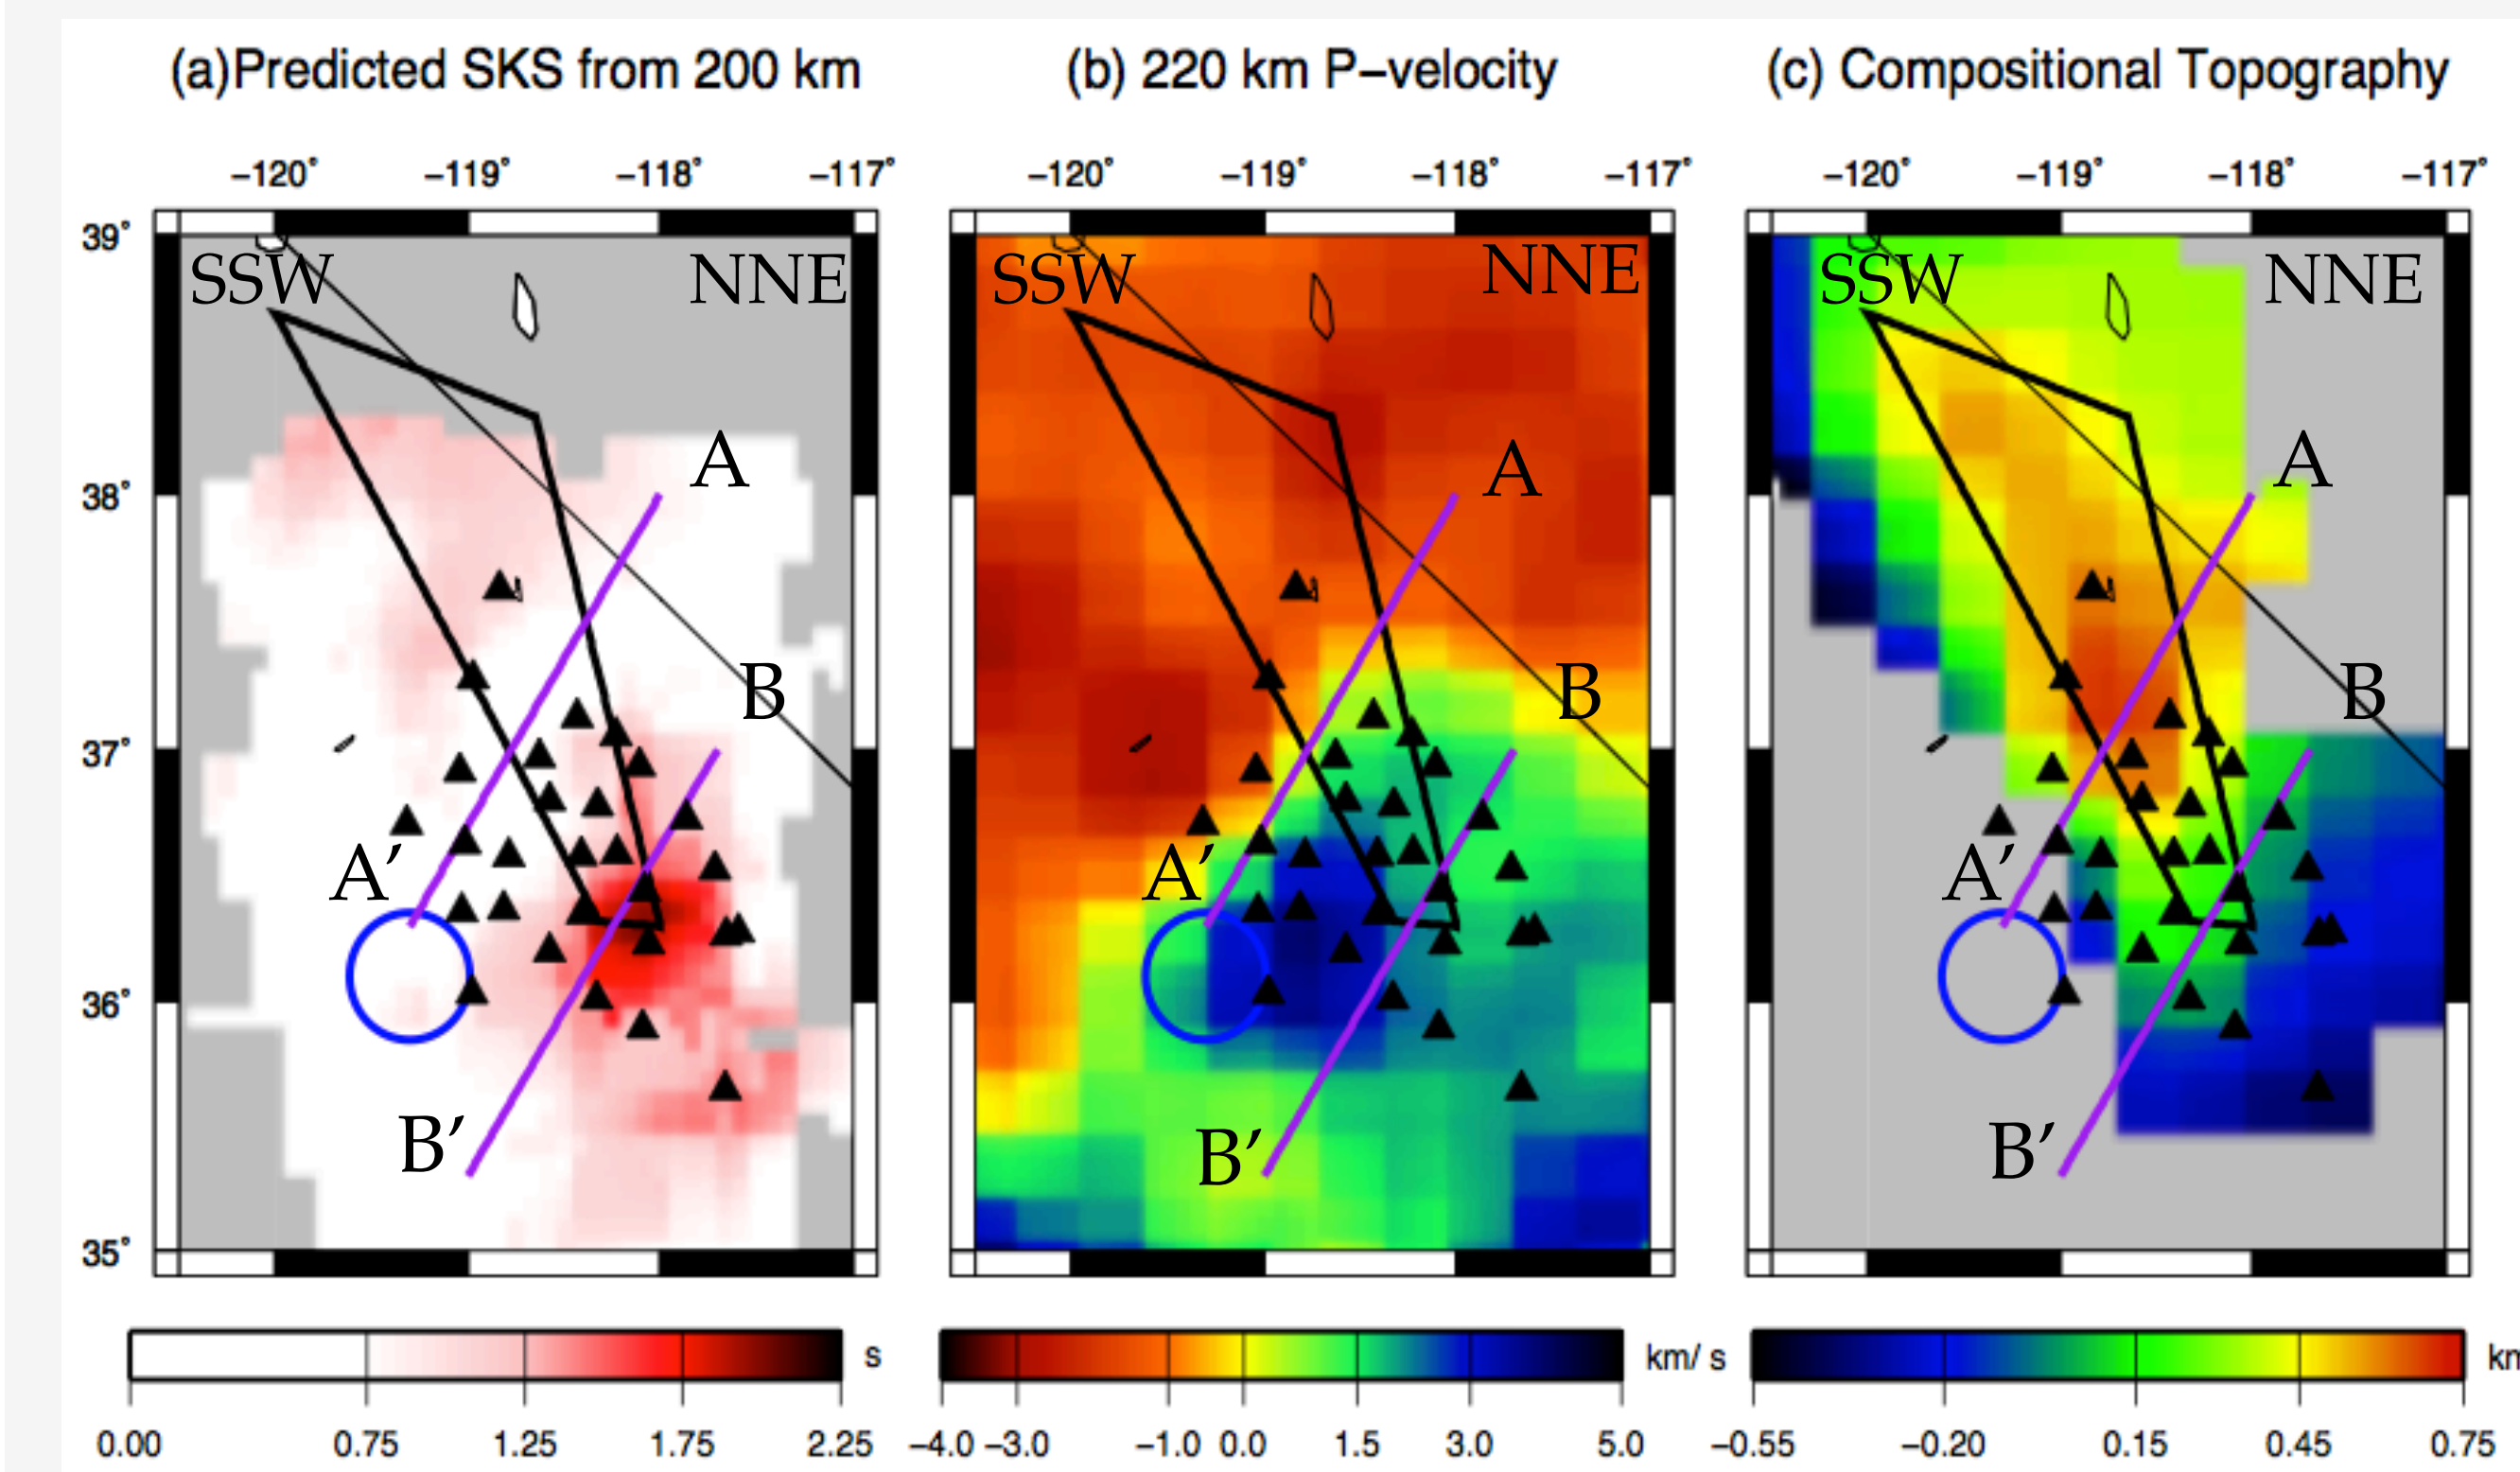 (a)Predicted SKS from 200 km (b) 220 km P−velocity (c) Compositional Topography
−120° −119° −118° −117° −120° −119° −118° −117° −120° −119° −118° −117°
39°
SSW NNE SSW NNE SSW NNE
A A A
38°
B B B
37°
A′ A′ A′
36°
B′ B′ B′
35°
s km/ s km
0.00 0.75 1.25 1.75 2.25 −4.0 −3.0 −1.0 0.0 1.5 3.0 5.0 −0.55 −0.20 0.15 0.45 0.75